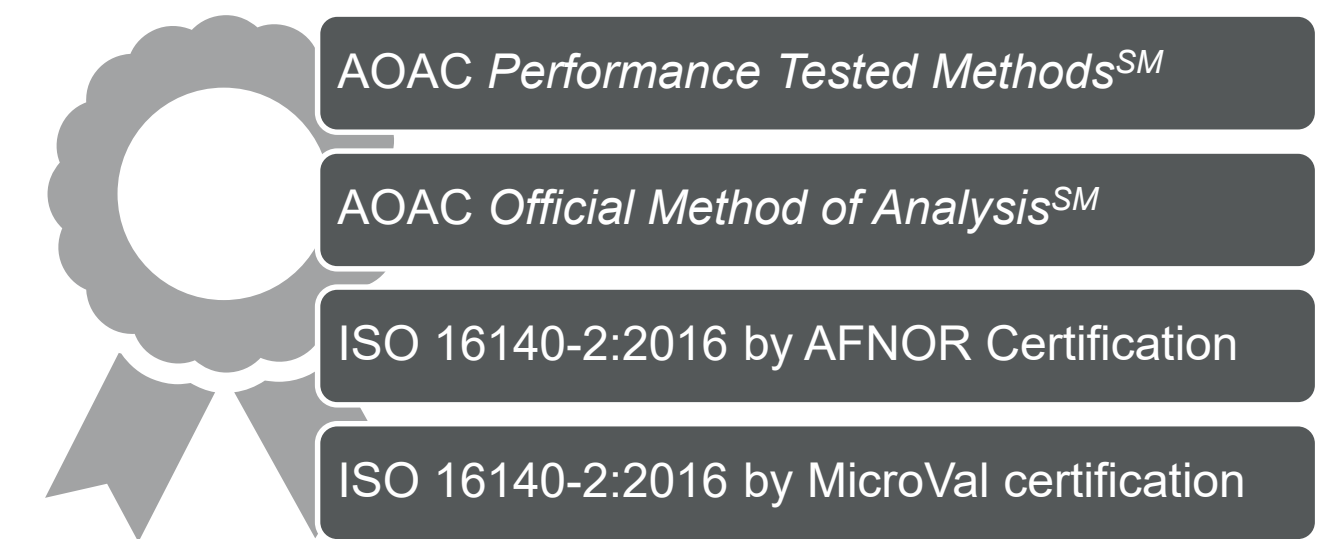 AOAC Performance Tested MethodsSM
AOAC Official Method of AnalysisSM
ISO 16140-2:2016 by AFNOR Certification
ISO 16140-2:2016 by MicroVal certification